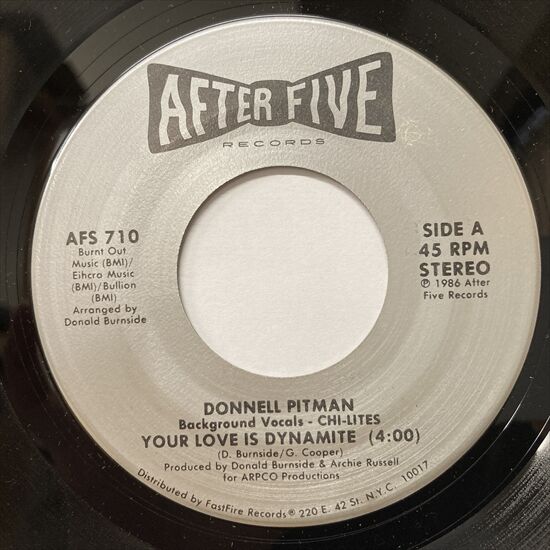 AFTER FIVE
RECORDS
AFS 710
Burnt Out
Music (BMI)/
Eihcra Music
(BMI)/Bullion
(BMI)
Arranged by
Donald Burnside
SIDE A
45 RPM
STEREO
℗ 1986 After
Five Records
DONNELL PITMAN
Background Vocals - CHI-LITES
YOUR LOVE IS DYNAMITE (4:00)
(D. Burnside/G. Cooper)
Produced by Donald Burnside & Archie Russell
for ARPCO Productions
Distributed by FastFire Records® 220 E. 42 St. N.Y.C. 10017